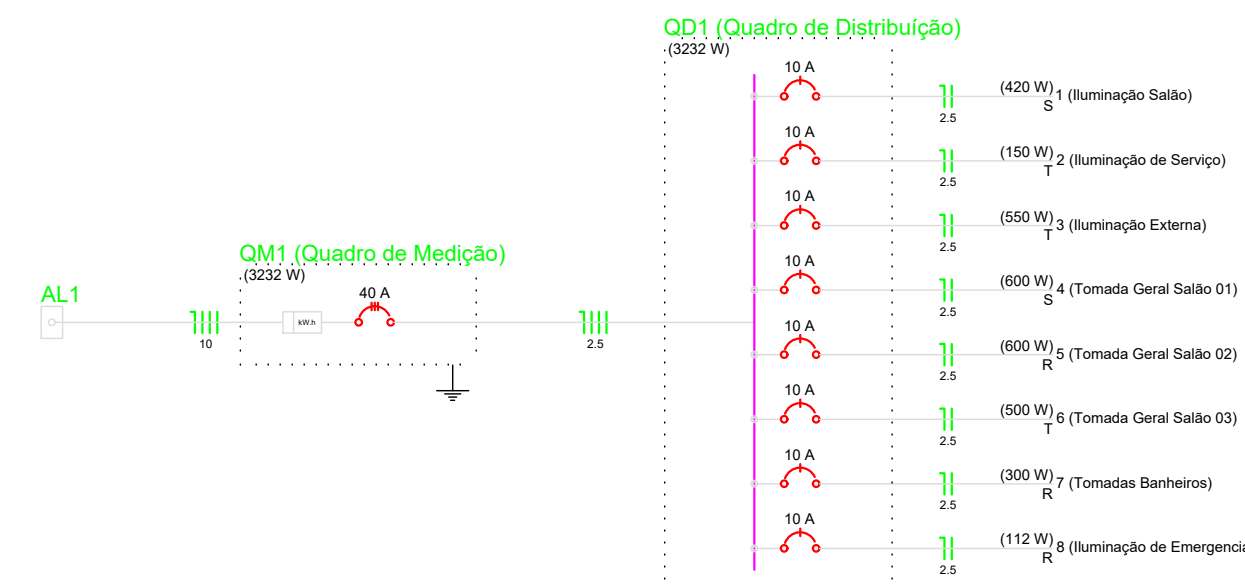 QD1 (Quadro de Distribuíção)
(3232 W)
10 A
(420 W)
S
1 (Iluminação Salão)
2.5
10 A
(150 W)
T
2 (Iluminação de Serviço)
2.5
10 A
(550 W)
T
3 (Iluminação Externa)
2.5
QM1 (Quadro de Medição)
(3232 W)
AL1
40 A
kW.h
10
2.5
10 A
(600 W)
S
4 (Tomada Geral Salão 01)
2.5
10 A
(600 W)
R
5 (Tomada Geral Salão 02)
2.5
10 A
(500 W)
T
6 (Tomada Geral Salão 03)
2.5
10 A
(300 W)
R
7 (Tomadas Banheiros)
2.5
10 A
(112 W)
R
8 (Iluminação de Emergencia
2.5